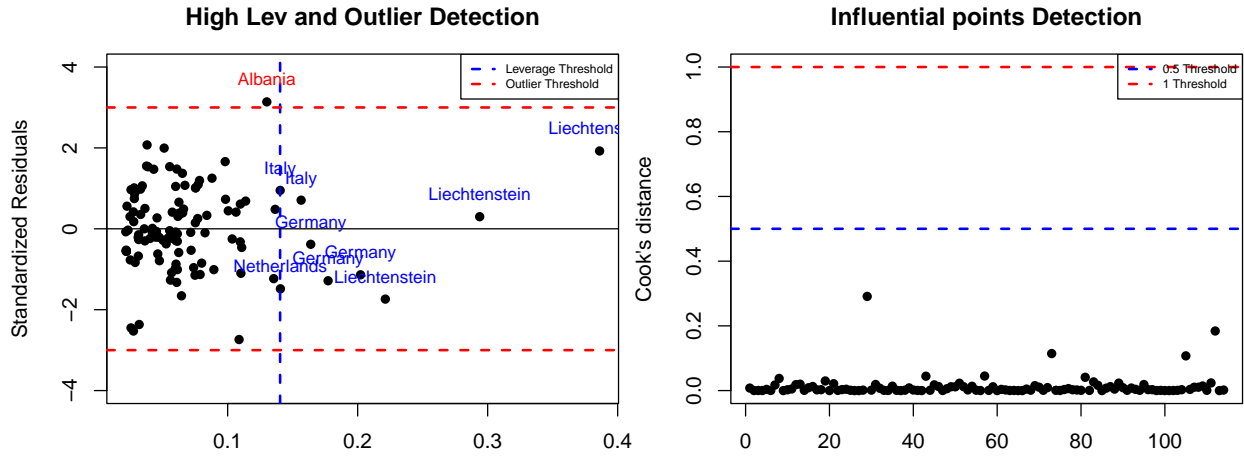 High Lev and Outlier Detection
Standardized Residuals
4
2
0
−2
−4
Albania
Leverage Threshold
Outlier Threshold
Liechtens
Italy
Italy
Liechtenstein
Germany
Germany
Germany
Netherlands
Liechtenstein
0.1
0.2
0.3
0.4
Influential points Detection
Cook's distance
1.0
0.8
0.6
0.4
0.2
0.0
0.5 Threshold
1 Threshold
0
20
40
60
80
100